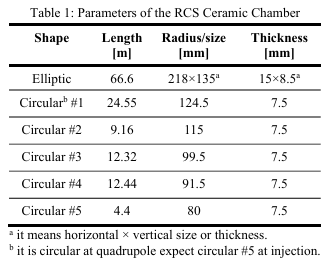 Table 1: Parameters of the RCS Ceramic Chamber
Shape Length [m] Radius/size [mm] Thickness [mm]
Elliptic 66.6 218×135ᵃ 15×8.5ᵃ
Circularᵇ #1 24.55 124.5 7.5
Circular #2 9.16 115 7.5
Circular #3 12.32 99.5 7.5
Circular #4 12.44 91.5 7.5
Circular #5 4.4 80 7.5
ᵃ it means horizontal × vertical size or thickness.
ᵇ it is circular at quadrupole expect circular #5 at injection.